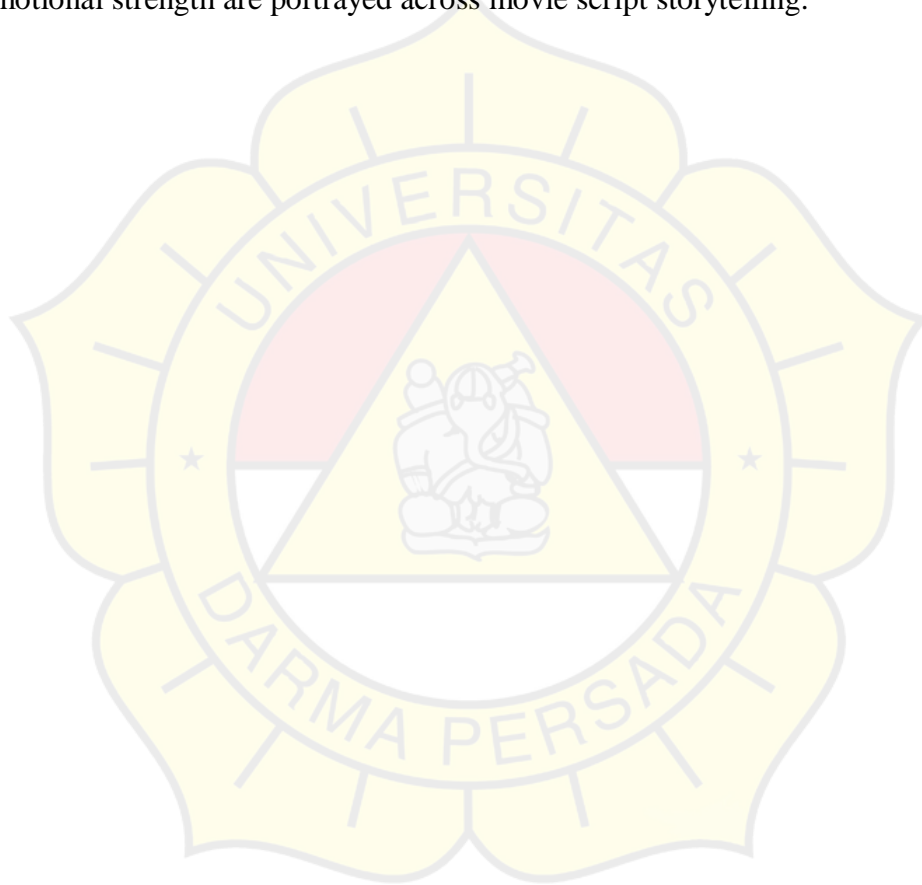 emotional strength are portrayed across movie script storytelling.
UNIVERSITAS
DARMA PERSADA